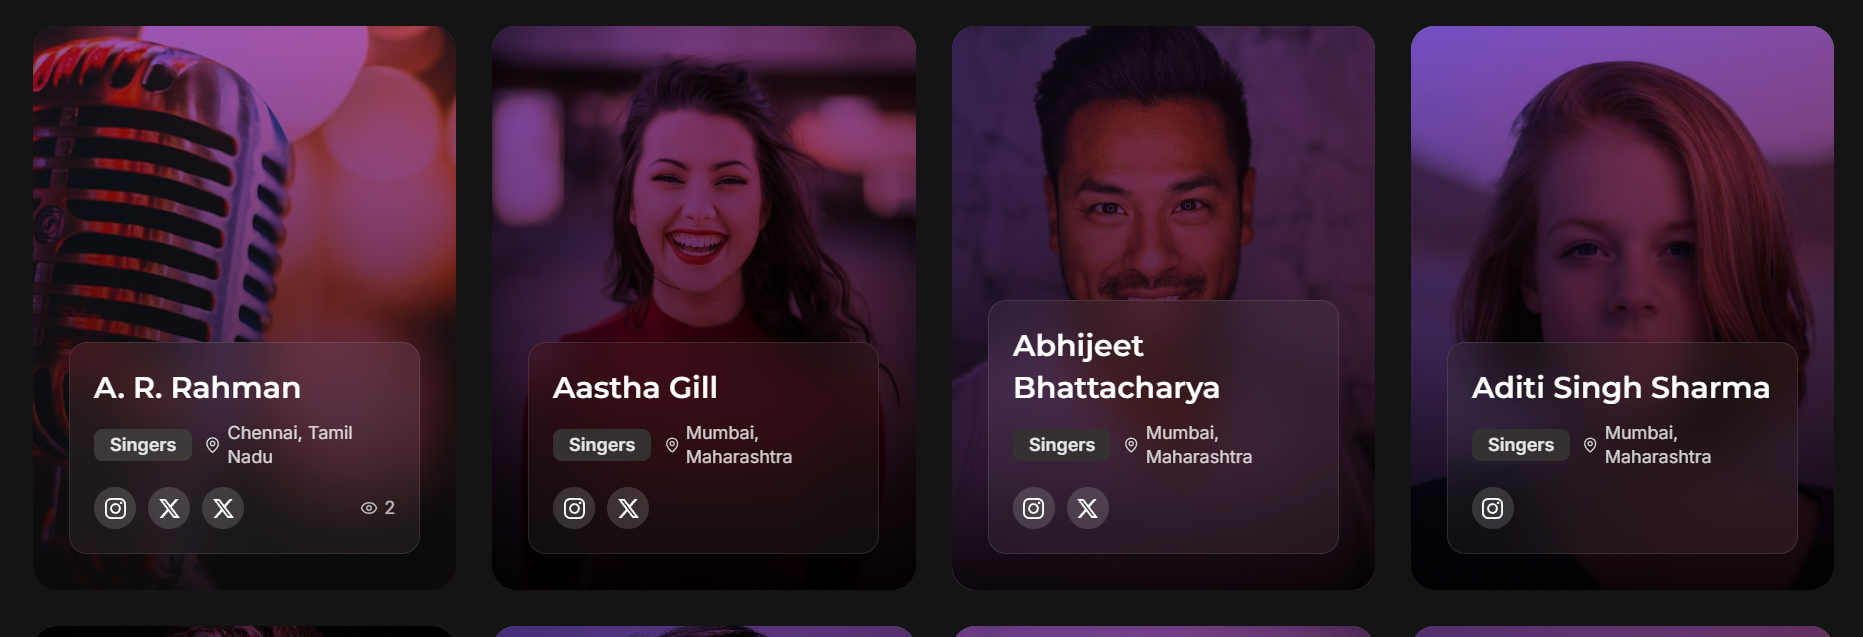 A. R. Rahman
Singers
Chennai, Tamil
Nadu
2
Aastha Gill
Singers
Mumbai,
Maharashtra
Abhijeet
Bhattacharya
Singers
Mumbai,
Maharashtra
Aditi Singh Sharma
Singers
Mumbai,
Maharashtra